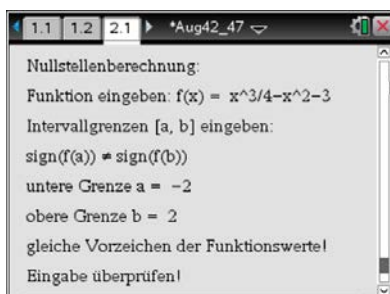 1.1 1.2 2.1 *Aug42_47
Nullstellenberechnung:
Funktion eingeben: f(x) = x^3/4−x^2−3
Intervallgrenzen [a, b] eingeben:
sign(f(a)) ≠ sign(f(b))
untere Grenze a = −2
obere Grenze b = 2
gleiche Vorzeichen der Funktionswerte!
Eingabe überprüfen!